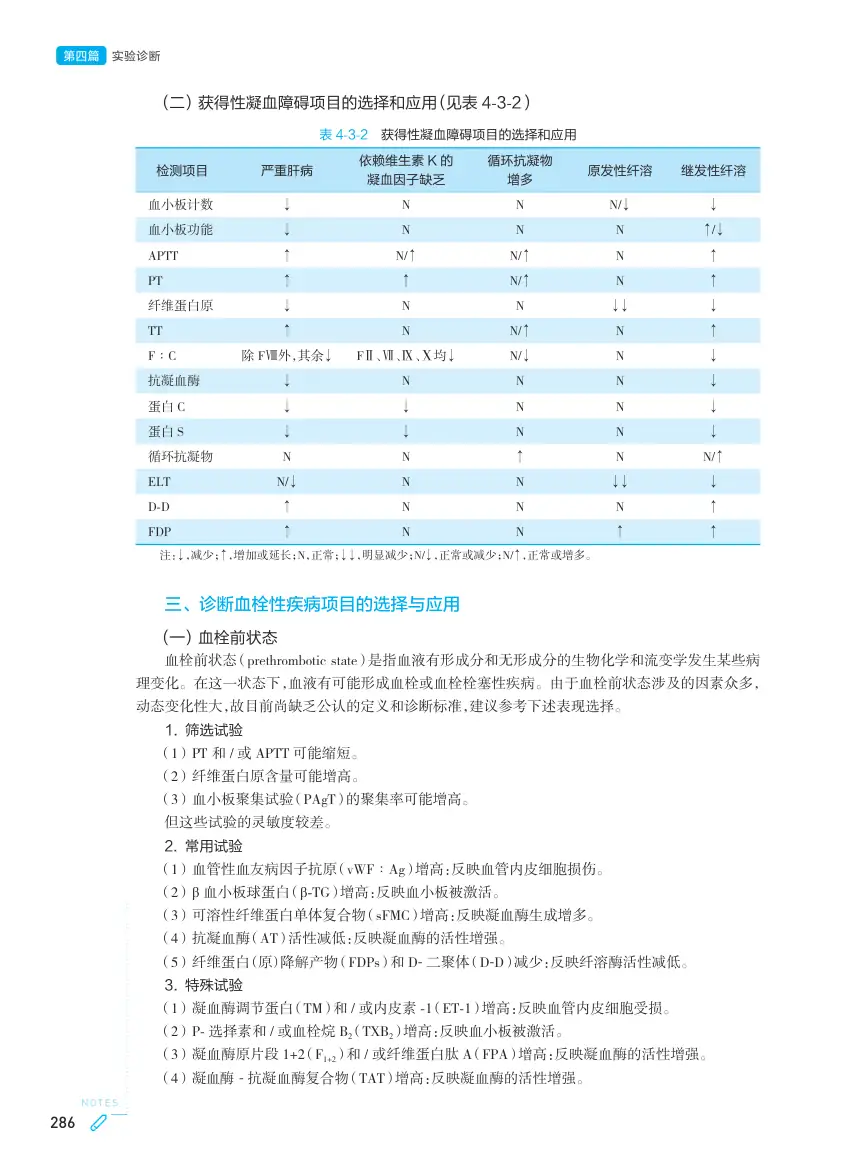 第四篇 实验诊断
（二）获得性凝血障碍项目的选择和应用（见表 4-3-2）
表 4-3-2 获得性凝血障碍项目的选择和应用
检测项目 严重肝病 依赖维生素 K 的凝血因子缺乏 循环抗凝物增多 原发性纤溶 继发性纤溶
血小板计数 ↓ N N N/↓ ↓
血小板功能 ↓ N N N ↑/↓
APTT ↑ N/↑ N/↑ N ↑
PT ↑ ↑ N/↑ N ↑
纤维蛋白原 ↓ N N ↓↓ ↓
TT ↑ N N/↑ N ↑
F∶C 除 FⅧ外,其余↓ FⅡ、Ⅶ、Ⅸ、Ⅹ均↓ N/↓ N ↓
抗凝血酶 ↓ N N N ↓
蛋白 C ↓ ↓ N N ↓
蛋白 S ↓ ↓ N N ↓
循环抗凝物 N N ↑ N N/↑
ELT N/↓ N N ↓↓ ↓
D-D ↑ N N N ↑
FDP ↑ N N ↑ ↑
注:↓,减少;↑,增加或延长;N,正常;↓↓,明显减少;N/↓,正常或减少;N/↑,正常或增多。
三、诊断血栓性疾病项目的选择与应用
（一）血栓前状态
血栓前状态（prethrombotic state）是指血液有形成分和无形成分的生物化学和流变学发生某些病
理变化。在这一状态下,血液有可能形成血栓或血栓栓塞性疾病。由于血栓前状态涉及的因素众多,
动态变化性大,故目前尚缺乏公认的定义和诊断标准,建议参考下述表现选择。
1. 筛选试验
（1）PT 和 / 或 APTT 可能缩短。
（2）纤维蛋白原含量可能增高。
（3）血小板聚集试验（PAgT）的聚集率可能增高。
但这些试验的灵敏度较差。
2. 常用试验
（1）血管性血友病因子抗原（vWF∶Ag）增高:反映血管内皮细胞损伤。
（2）β 血小板球蛋白（β-TG）增高:反映血小板被激活。
（3）可溶性纤维蛋白单体复合物（sFMC）增高:反映凝血酶生成增多。
（4）抗凝血酶（AT）活性减低:反映凝血酶的活性增强。
（5）纤维蛋白(原)降解产物（FDPs）和 D- 二聚体（D-D）减少:反映纤溶酶活性减低。
3. 特殊试验
（1）凝血酶调节蛋白（TM）和 / 或内皮素 -1（ET-1）增高:反映血管内皮细胞受损。
（2）P- 选择素和 / 或血栓烷 B₂（TXB₂）增高:反映血小板被激活。
（3）凝血酶原片段 1+2（F₁₊₂）和 / 或纤维蛋白肽 A（FPA）增高:反映凝血酶的活性增强。
（4）凝血酶 - 抗凝血酶复合物（TAT）增高:反映凝血酶的活性增强。
NOTES
286